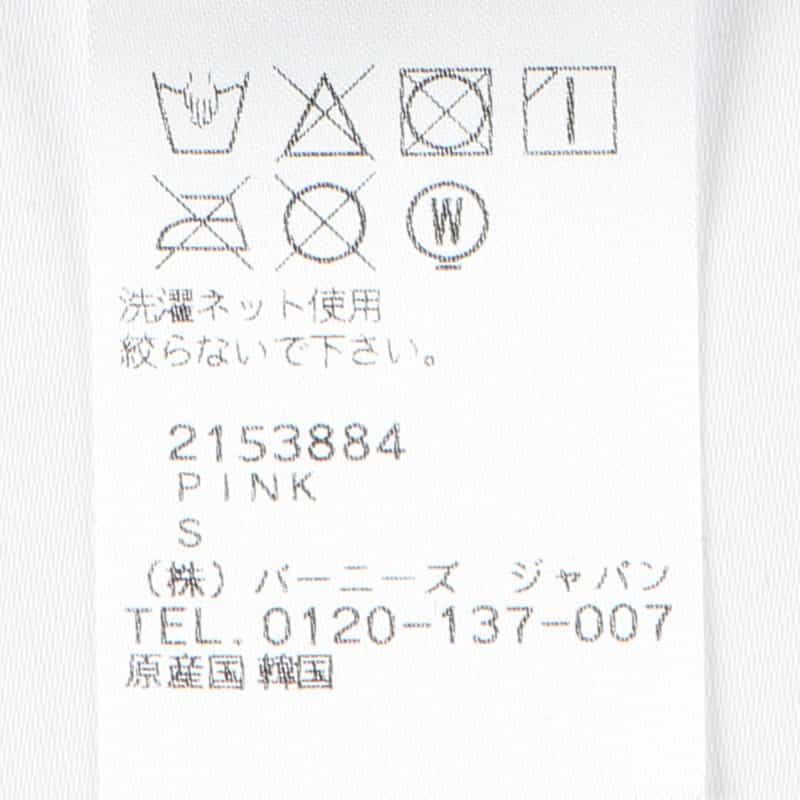 W
洗濯ネット使用
絞らないで下さい。
2153884
PINK
S
（株）バーニーズ ジャパン
TEL.0120-137-007
原産国 韓国